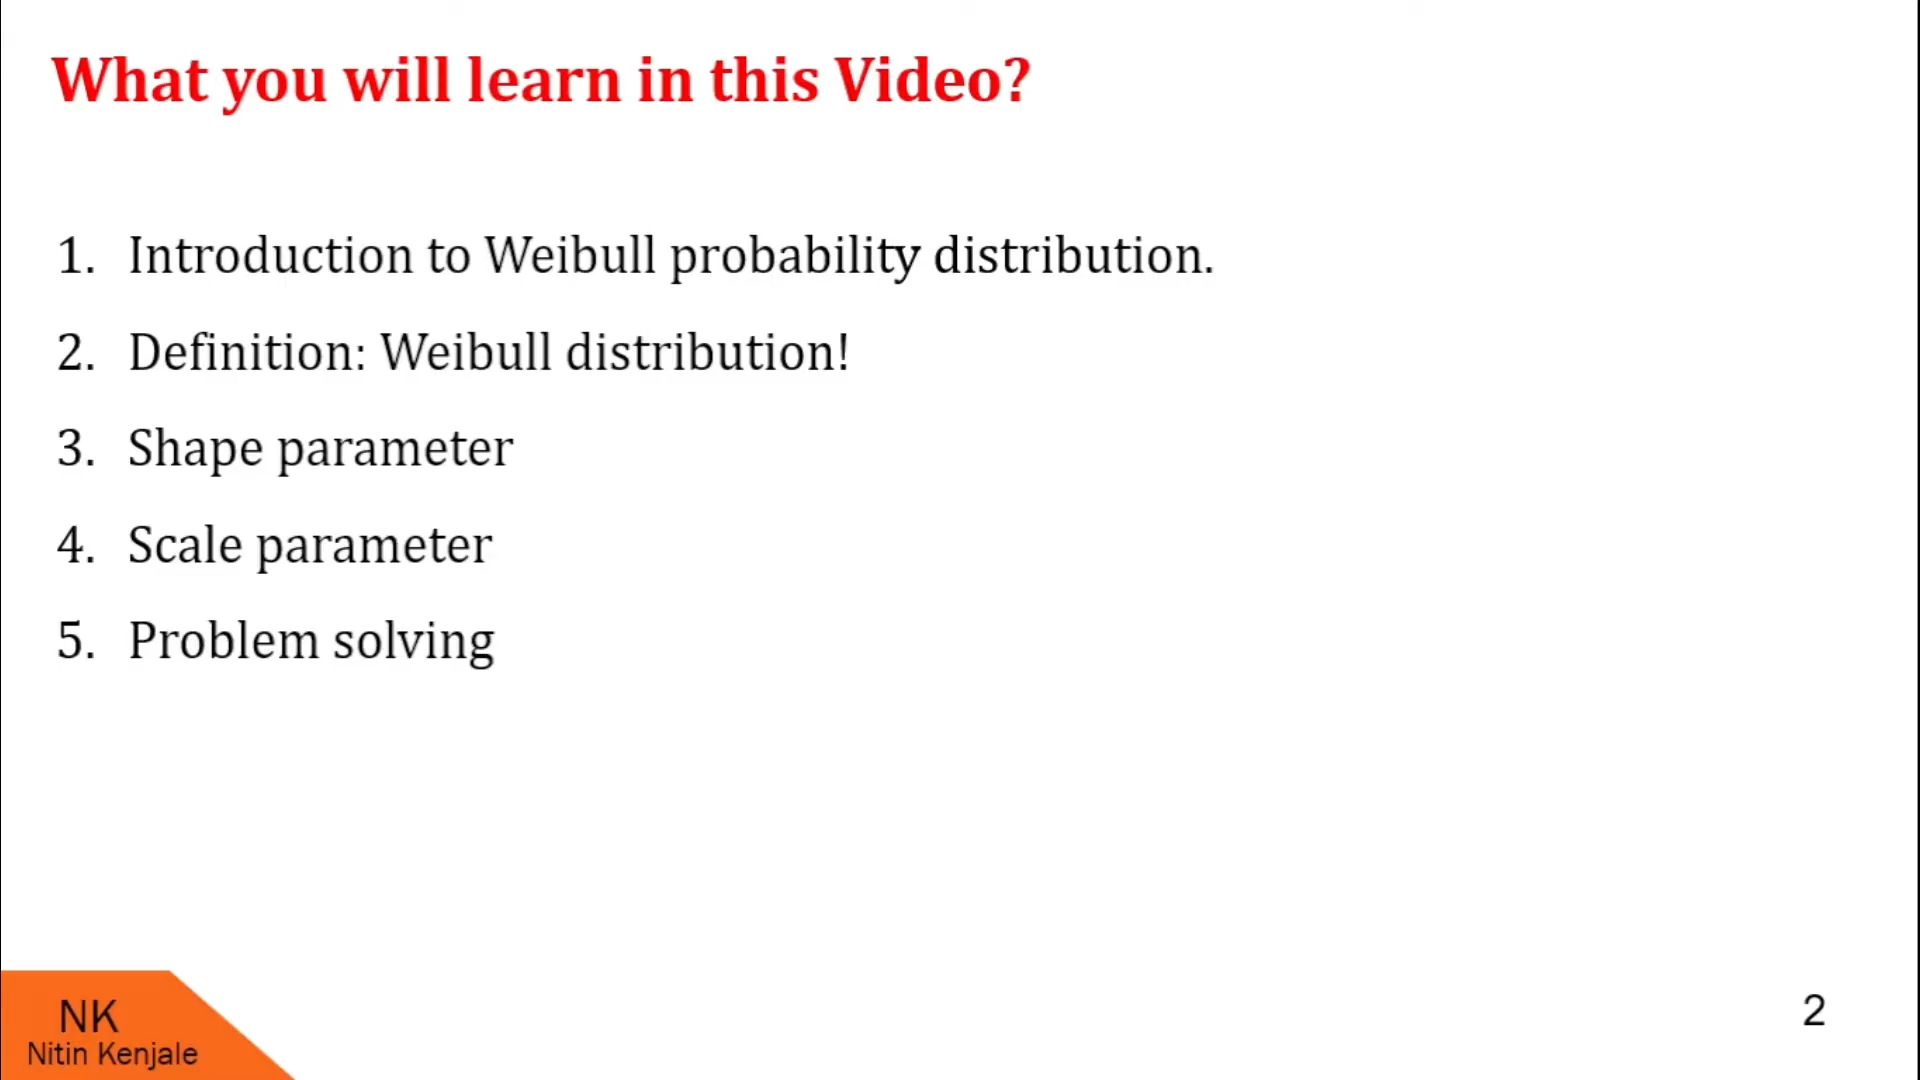 What you will learn in this Video?
1. Introduction to Weibull probability distribution.
2. Definition: Weibull distribution!
3. Shape parameter
4. Scale parameter
5. Problem solving
NK
Nitin Kenjale
2